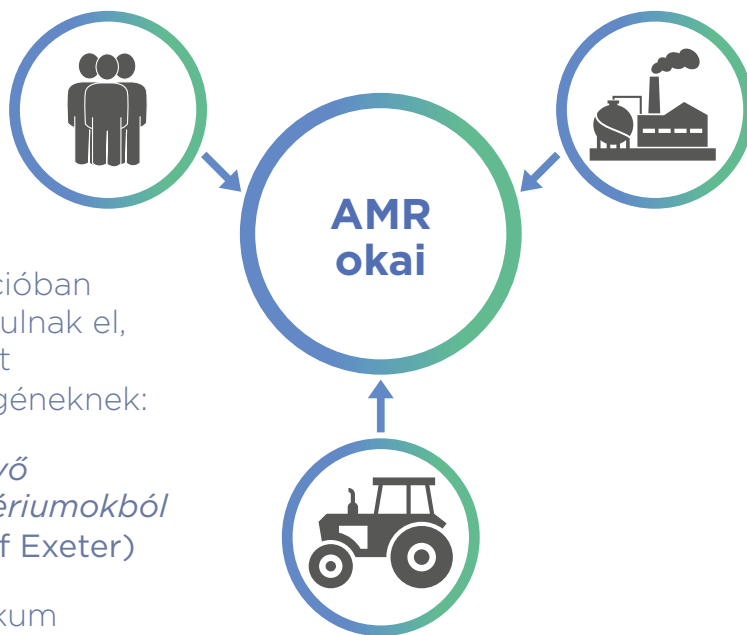 AMR
okai
cióban
ulnak el,
t
géneknek:
vő
ériumokból
f Exeter)
kum